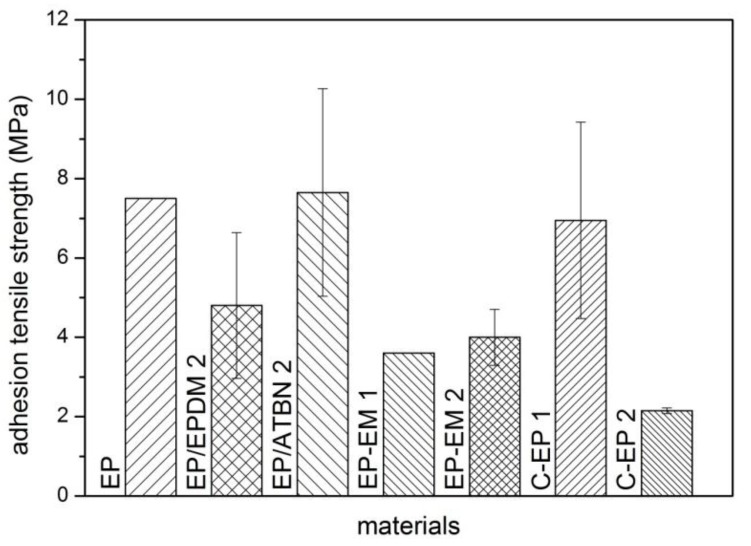 12
10
8
6
4
2
0
adhesion tensile strength (MPa)
EP
EP/EPDM 2
EP/ATBN 2
EP-EM 1
EP-EM 2
C-EP 1
C-EP 2
materials